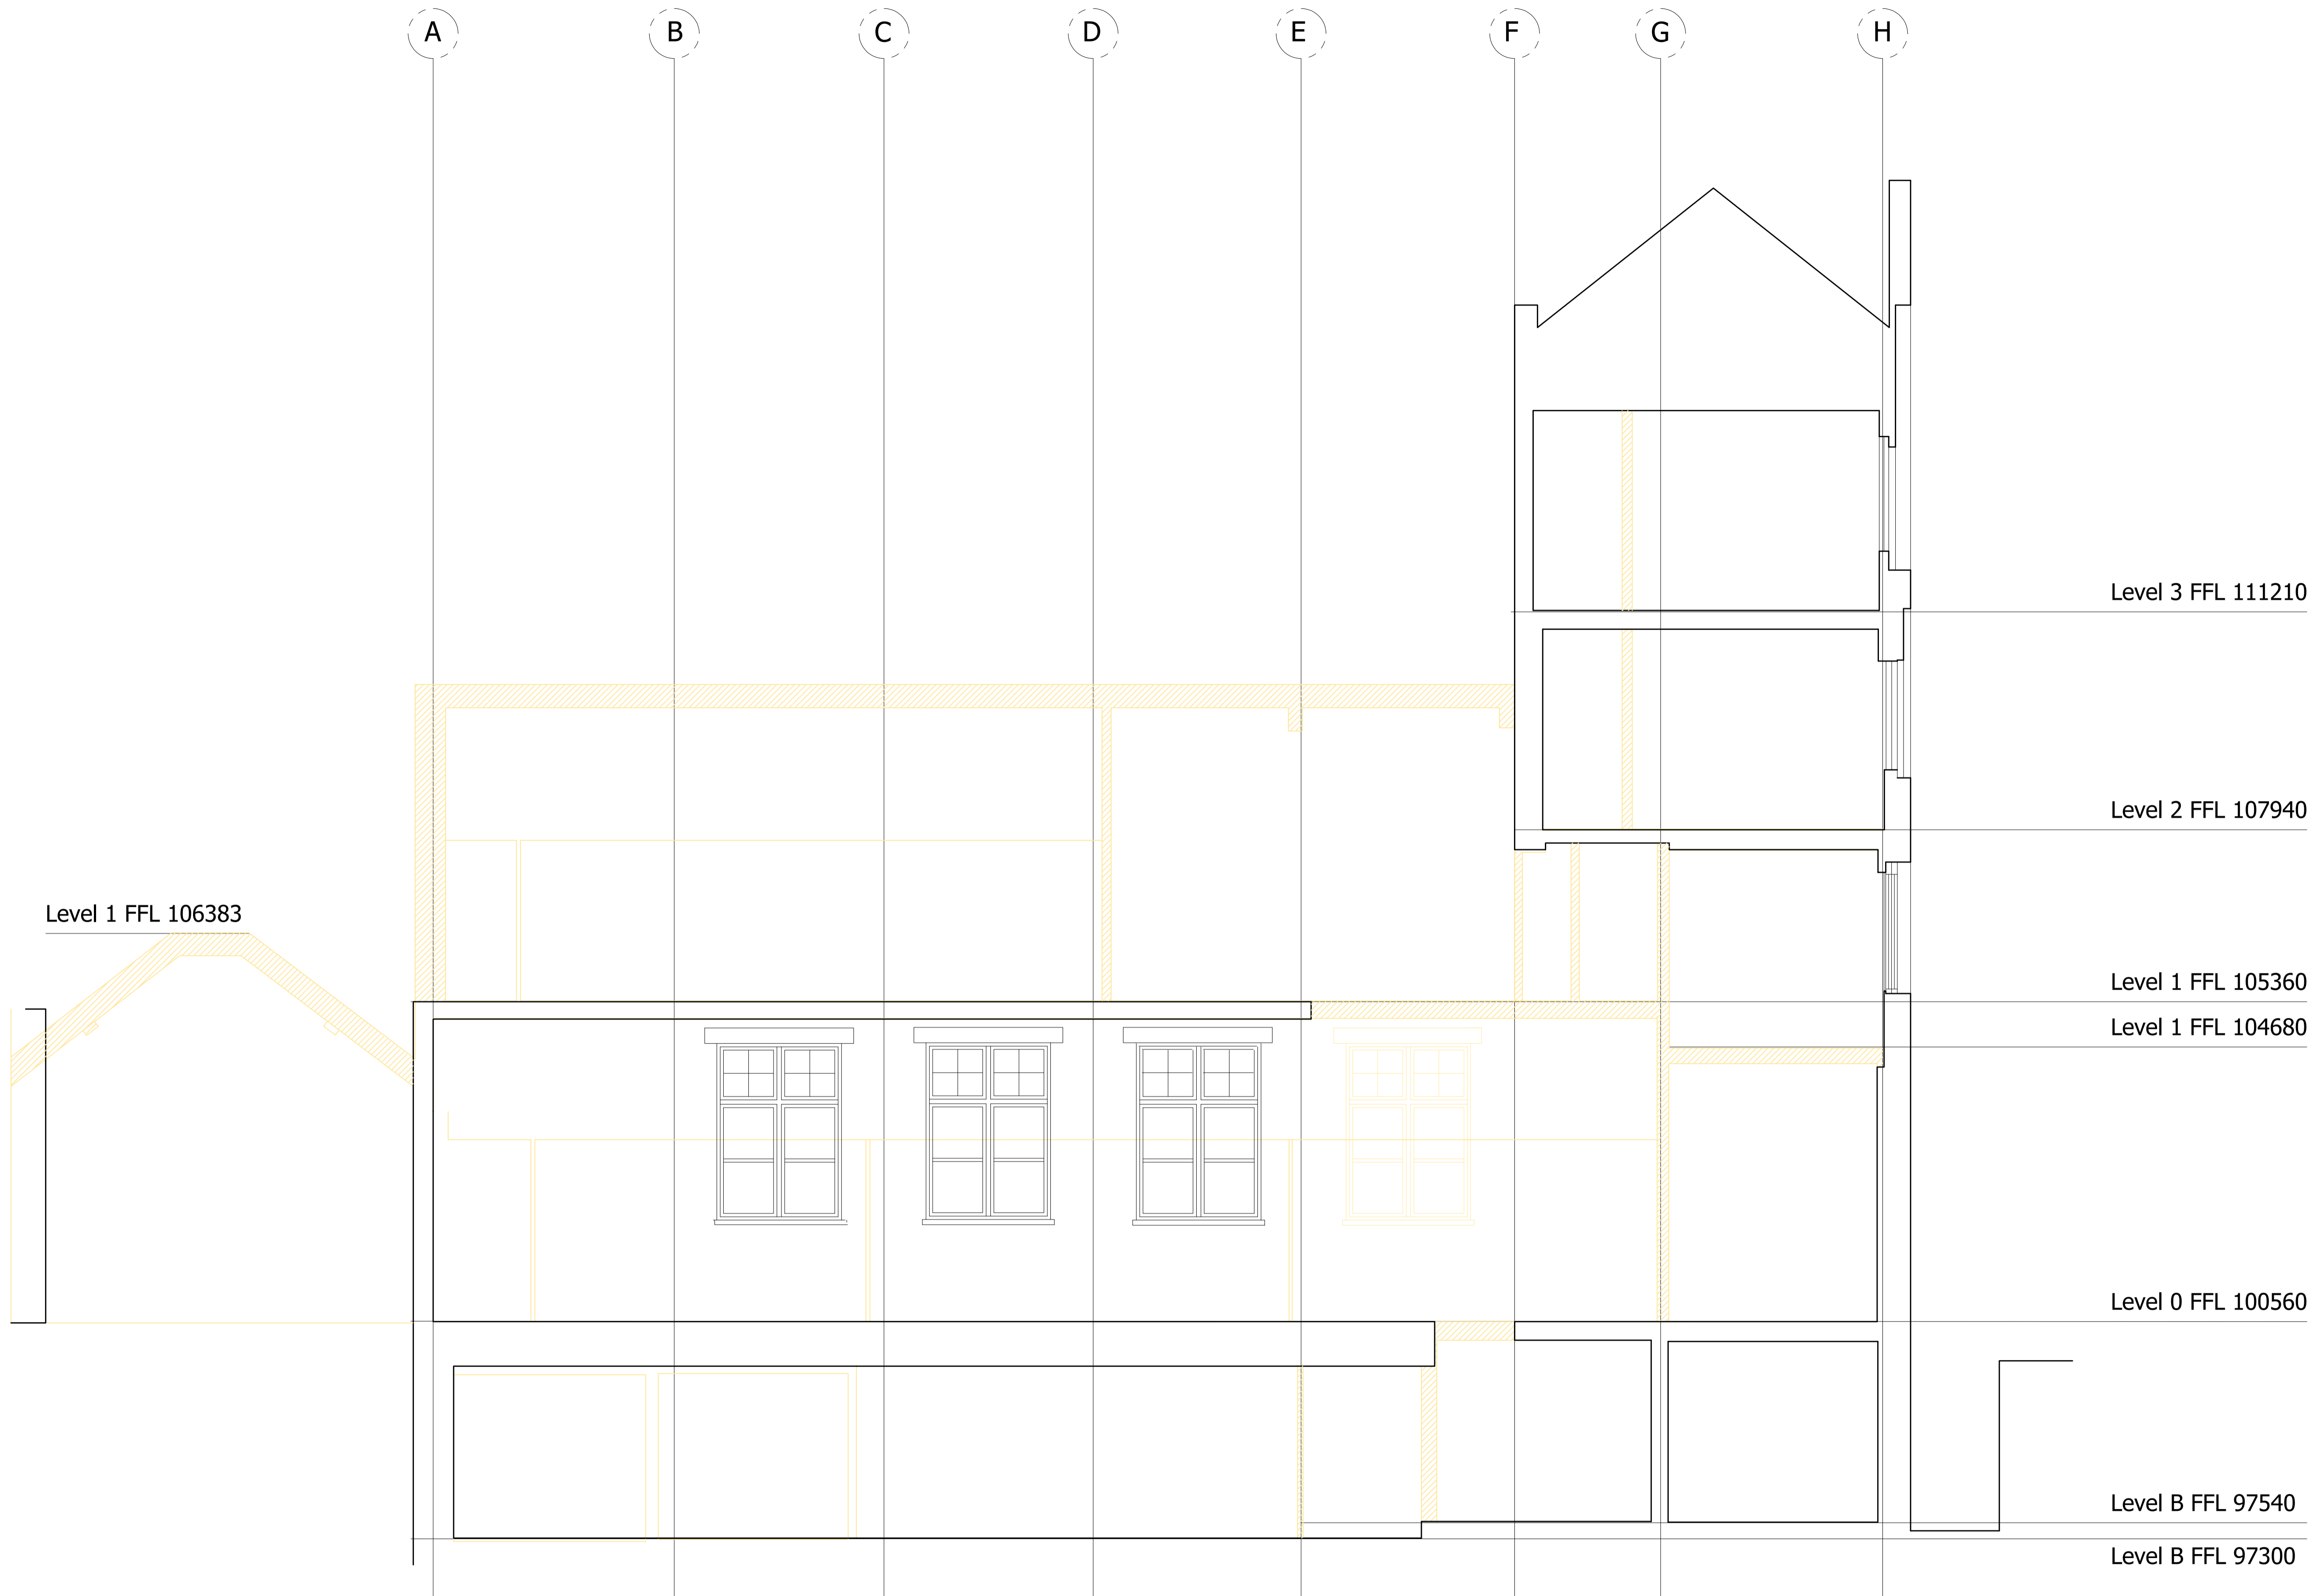 A
B
C
D
E
F
G
H
Level 3 FFL 111210
Level 2 FFL 107940
Level 1 FFL 106383
Level 1 FFL 105360
Level 1 FFL 104680
Level 0 FFL 100560
Level B FFL 97540
Level B FFL 97300